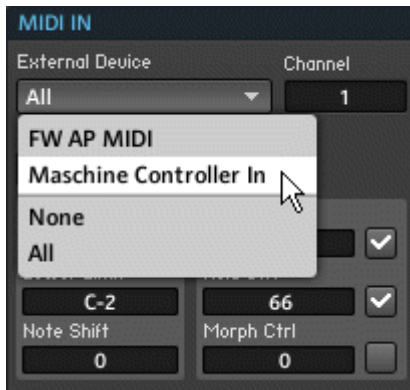 MIDI IN
External Device Channel
All 1
FW AP MIDI
Maschine Controller In
None
All
C-2 66
Note Shift Morph Ctrl
0 0